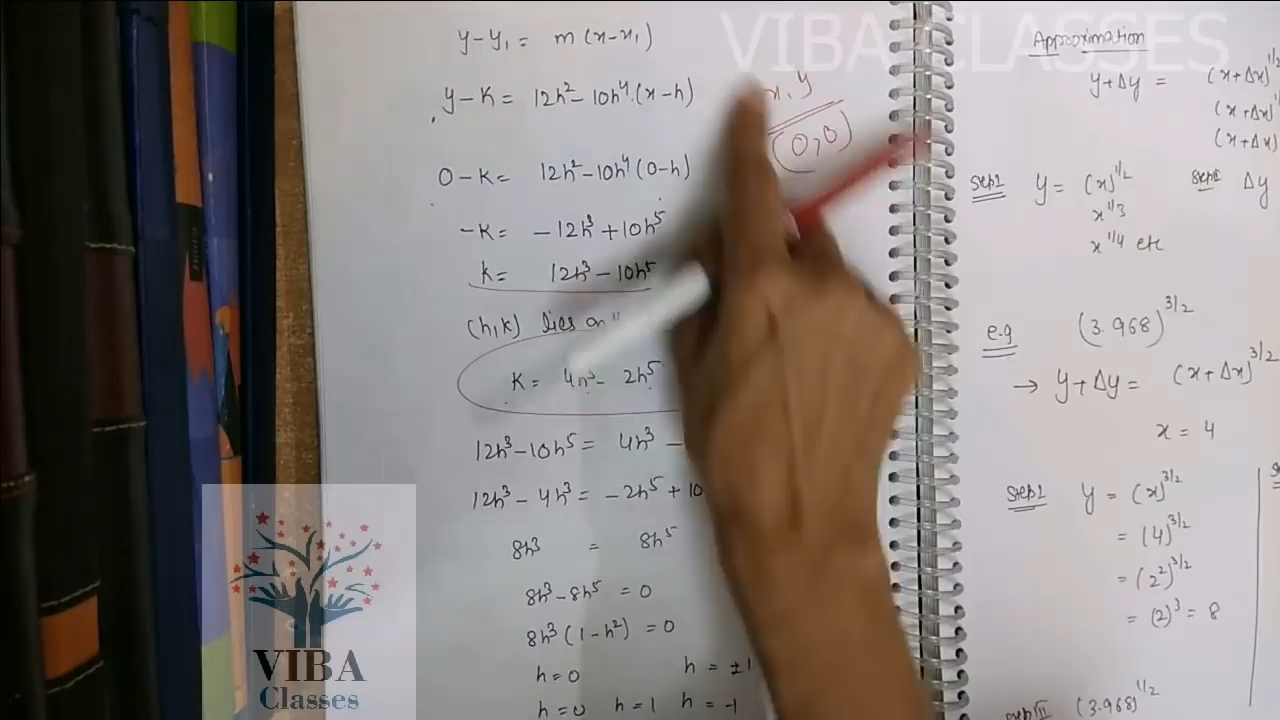 VIBA CLASSES
y-y₁ = m(x-x₁)
y-k = 12h²-10h⁴.(x-h)
x, y
(0,0)
0-k= 12h²-10h⁴(0-h)
-k= -12h³+10h⁵
k= 12h³-10h⁵
(h,k) lies on
k= 4h³- 2h⁵
12h³-10h⁵= 4h³ -
12h³-4h³ = -2h⁵+10
8h³ = 8h⁵
8h³-8h⁵ = 0
8h³(1-h²) = 0
h=0 h = ±1
h=0 h=1 h=-1
Approximation
y+Δy = (x+Δx)^1/2
(x+Δx)
(x+Δx)
Step1 y= (x)^1/2 Δy
x^1/3
x^1/4 etc
e.g (3.968)^3/2
→ y+Δy= (x+Δx)^3/2
x = 4
Step1 y = (x)^3/2
= (4)^3/2
= (2²)^3/2
= (2)³ = 8
Step II (3.968)^1/2
VIBA
Classes